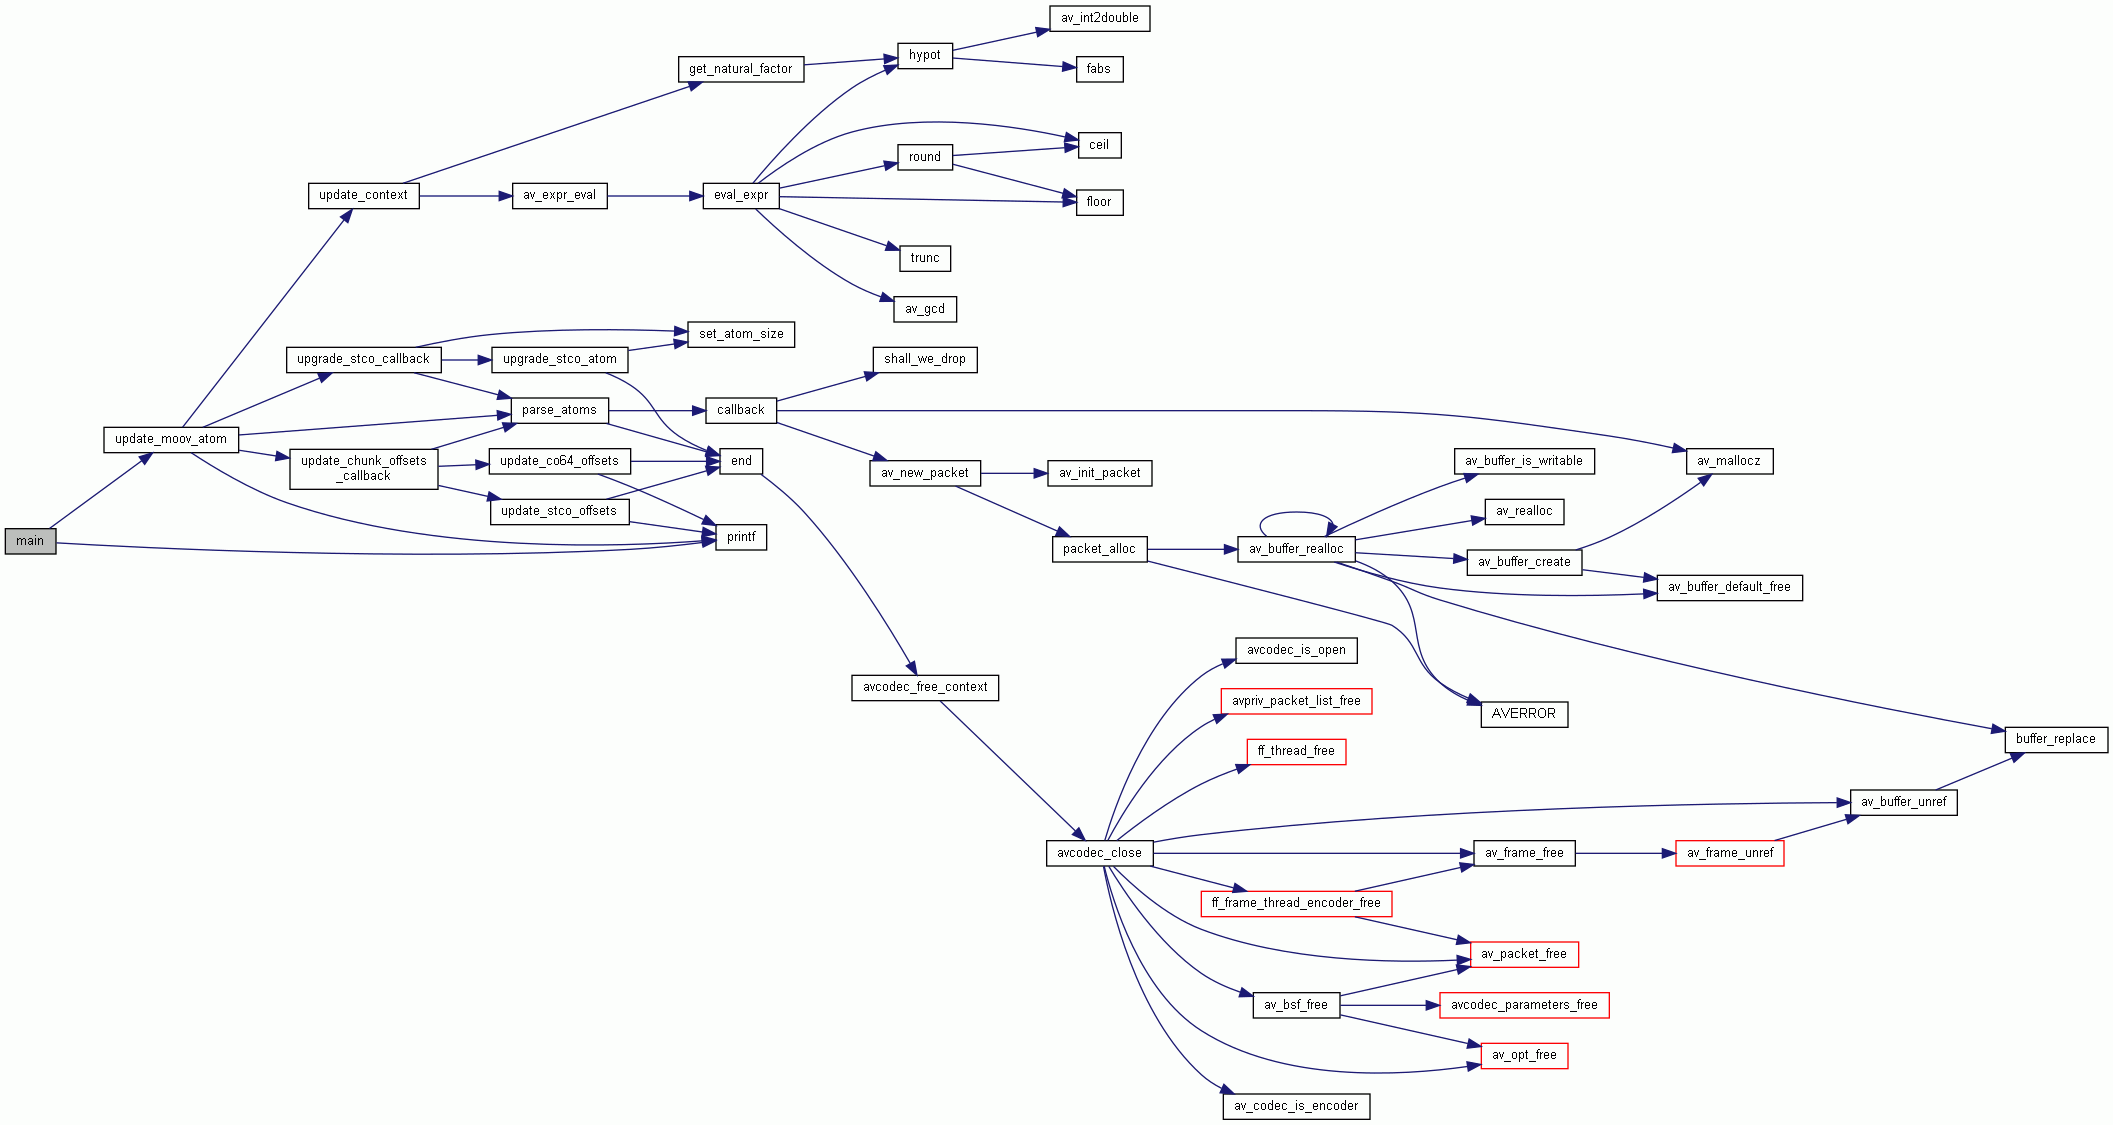 av_int2double
hypot
get_natural_factor
fabs
ceil
round
update_context
av_expr_eval
eval_expr
floor
trunc
av_gcd
set_atom_size
upgrade_stco_callback
upgrade_stco_atom
shall_we_drop
parse_atoms
callback
update_moov_atom
update_chunk_offsets
_callback
update_co64_offsets
end
av_new_packet
av_init_packet
av_buffer_is_writable
av_mallocz
update_stco_offsets
av_realloc
main
printf
packet_alloc
av_buffer_realloc
av_buffer_create
av_buffer_default_free
avcodec_is_open
avcodec_free_context
avpriv_packet_list_free
AVERROR
ff_thread_free
buffer_replace
av_buffer_unref
avcodec_close
av_frame_free
av_frame_unref
ff_frame_thread_encoder_free
av_packet_free
av_bsf_free
avcodec_parameters_free
av_opt_free
av_codec_is_encoder